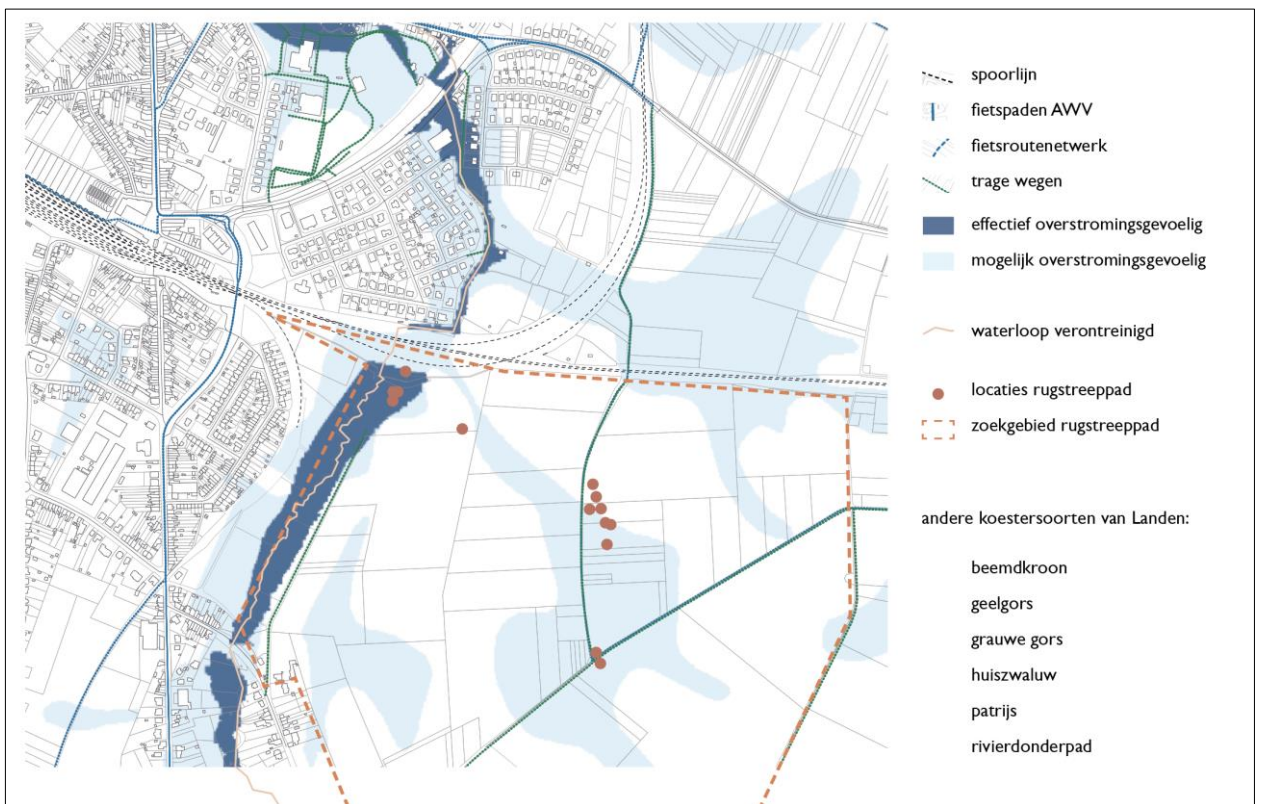 spoorlijn
fietspaden AWV
fietsroutenetwerk
trage wegen
effectief overstromingsgevoelig
mogelijk overstromingsgevoelig
waterloop verontreinigd
locaties rugstreeppad
zoekgebied rugstreeppad
andere koestersoorten van Landen:
beemdkroon
geelgors
grauwe gors
huiszwaluw
patrijs
rivierdonderpad